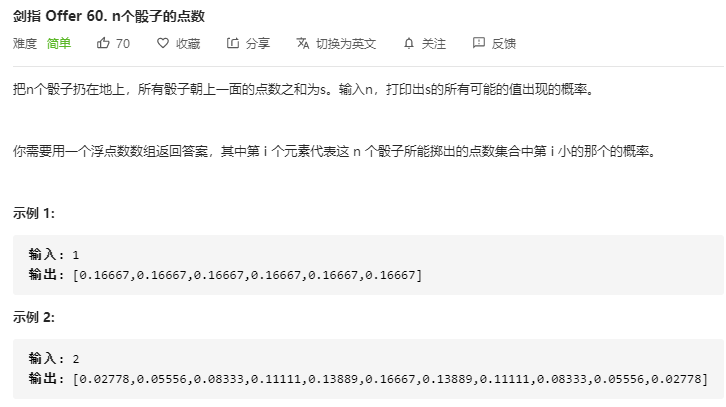 剑指 Offer 60. n个骰子的点数
难度 简单 70 收藏 分享 切换为英文 关注 反馈
把n个骰子扔在地上，所有骰子朝上一面的点数之和为s。输入n，打印出s的所有可能的值出现的概率。
你需要用一个浮点数数组返回答案，其中第 i 个元素代表这 n 个骰子所能掷出的点数集合中第 i 小的那个的概率。
示例 1:
输入: 1
输出: [0.16667,0.16667,0.16667,0.16667,0.16667,0.16667]
示例 2:
输入: 2
输出: [0.02778,0.05556,0.08333,0.11111,0.13889,0.16667,0.13889,0.11111,0.08333,0.05556,0.02778]